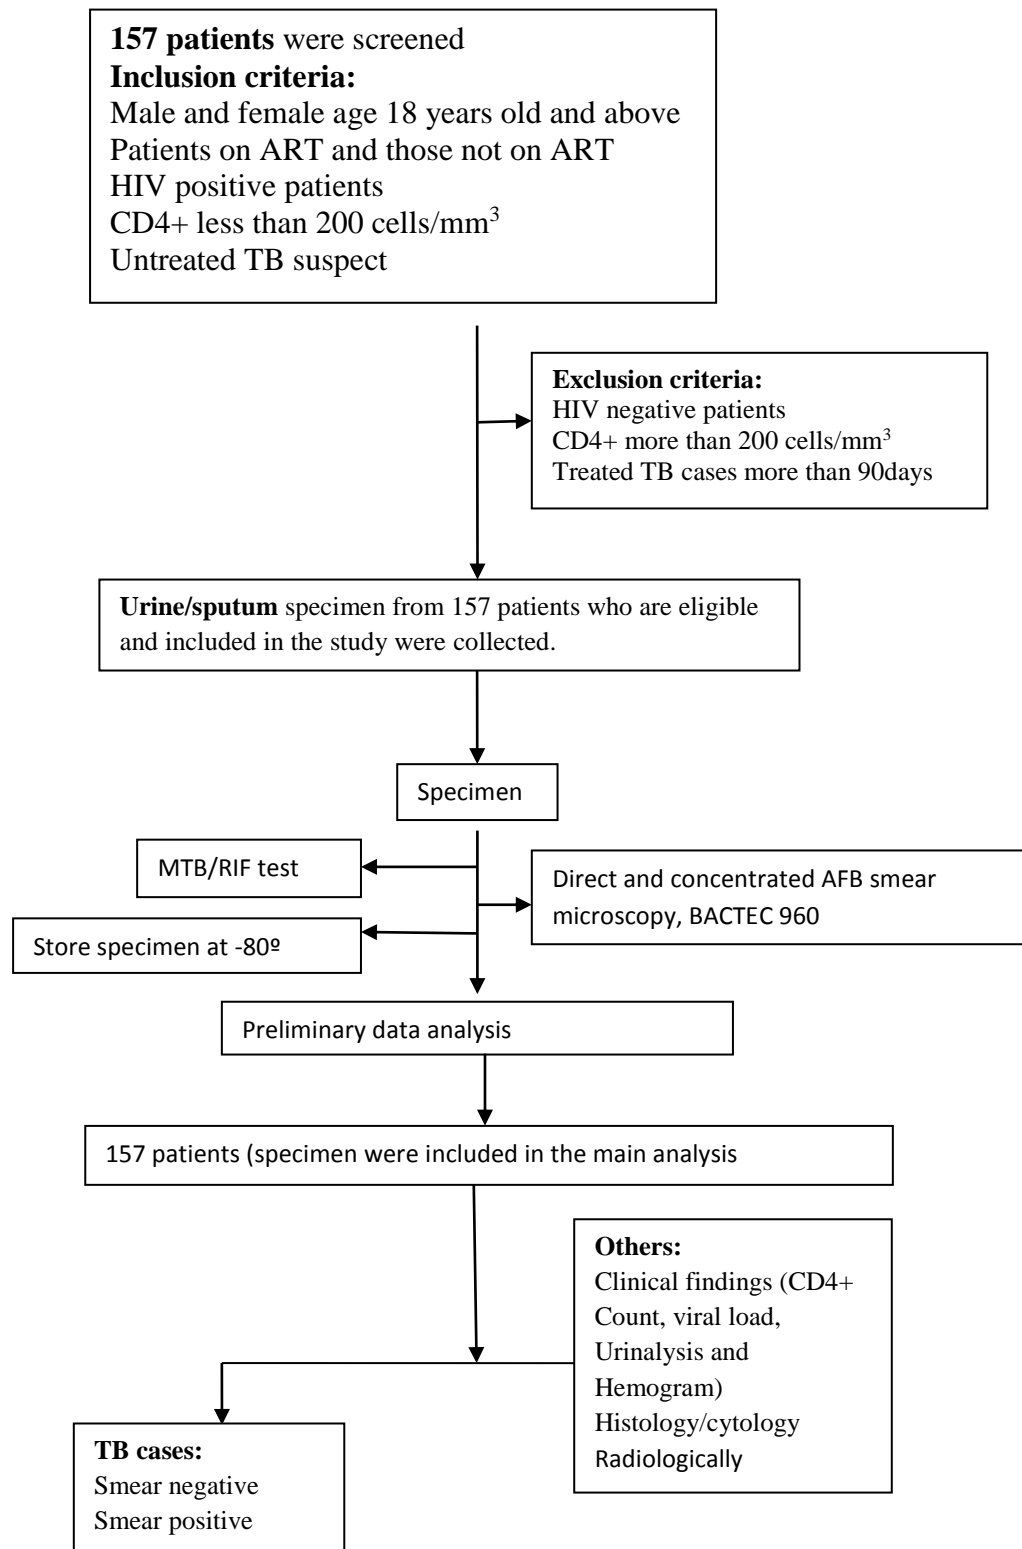 157 patients were screened
Inclusion criteria:
Male and female age 18 years old and above
Patients on ART and those not on ART
HIV positive patients
CD4+ less than 200 cells/mm³
Untreated TB suspect
Exclusion criteria:
HIV negative patients
CD4+ more than 200 cells/mm³
Treated TB cases more than 90days
Urine/sputum specimen from 157 patients who are eligible
and included in the study were collected.
Specimen
MTB/RIF test
Direct and concentrated AFB smear
microscopy, BACTEC 960
Store specimen at -80º
Preliminary data analysis
157 patients (specimen were included in the main analysis
Others:
Clinical findings (CD4+
Count, viral load,
Urinalysis and
Hemogram)
Histology/cytology
Radiologically
TB cases:
Smear negative
Smear positive